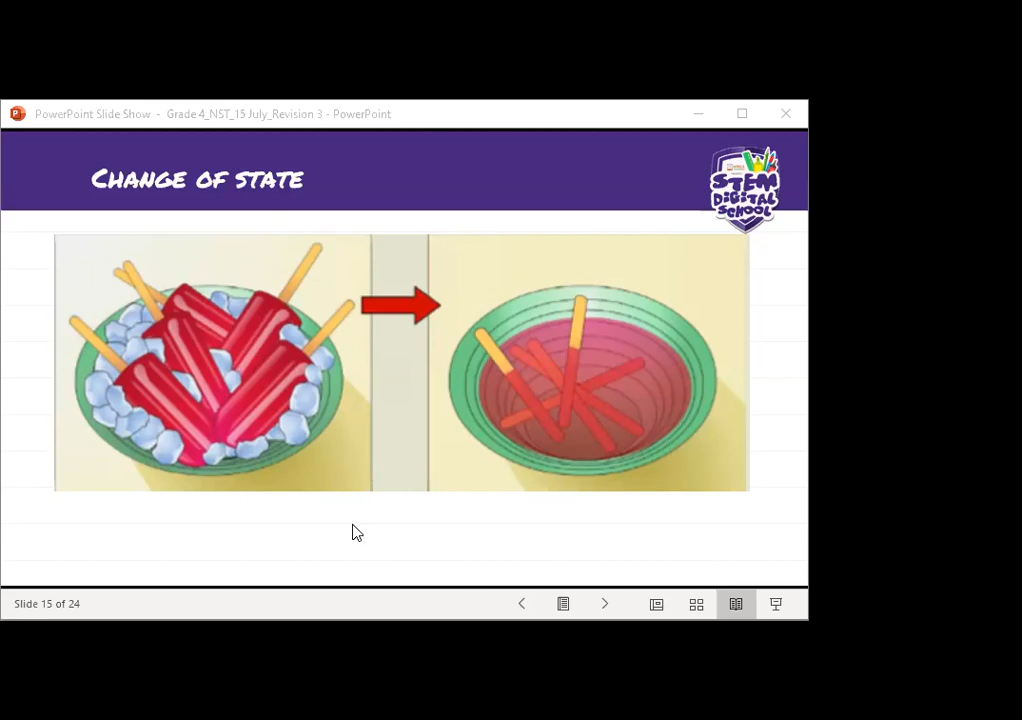 PowerPoint Slide Show - Grade 4_NST_15 July_Revision 3 - PowerPoint
CHANGE OF STATE
STEM
DIGITAL
SCHOOL
Slide 15 of 24